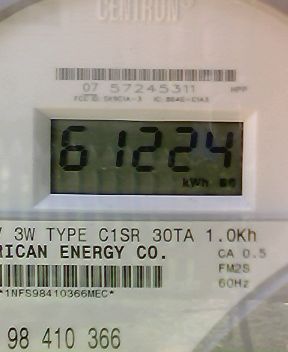 CENTRON
07 57245311 HPP
61224
kWh
V 3W TYPE C1SR 30TA 1.0Kh
RICAN ENERGY CO. CA 0.5
FM2S
60Hz
*1NFS98410366MEC*
98 410 366